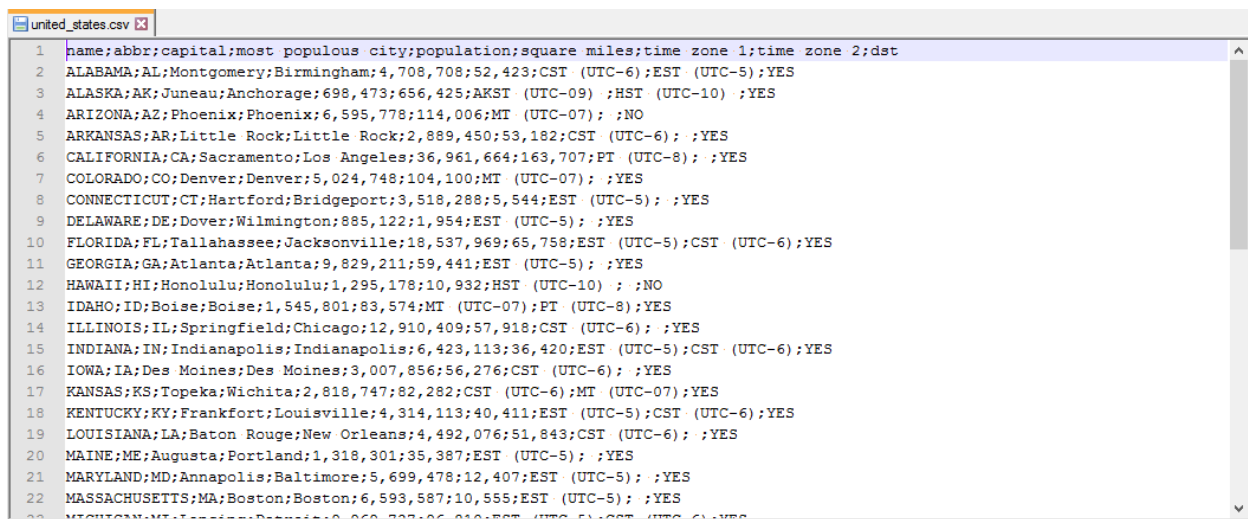 united_states.csv
1 name;abbr;capital;most populous city;population;square miles;time zone 1;time zone 2;dst
2 ALABAMA;AL;Montgomery;Birmingham;4,708,708;52,423;CST (UTC-6);EST (UTC-5);YES
3 ALASKA;AK;Juneau;Anchorage;698,473;656,425;AKST (UTC-09) ;HST (UTC-10) ;YES
4 ARIZONA;AZ;Phoenix;Phoenix;6,595,778;114,006;MT (UTC-07); ;NO
5 ARKANSAS;AR;Little Rock;Little Rock;2,889,450;53,182;CST (UTC-6); ;YES
6 CALIFORNIA;CA;Sacramento;Los Angeles;36,961,664;163,707;PT (UTC-8); ;YES
7 COLORADO;CO;Denver;Denver;5,024,748;104,100;MT (UTC-07); ;YES
8 CONNECTICUT;CT;Hartford;Bridgeport;3,518,288;5,544;EST (UTC-5); ;YES
9 DELAWARE;DE;Dover;Wilmington;885,122;1,954;EST (UTC-5); ;YES
10 FLORIDA;FL;Tallahassee;Jacksonville;18,537,969;65,758;EST (UTC-5);CST (UTC-6);YES
11 GEORGIA;GA;Atlanta;Atlanta;9,829,211;59,441;EST (UTC-5); ;YES
12 HAWAII;HI;Honolulu;Honolulu;1,295,178;10,932;HST (UTC-10) ; ;NO
13 IDAHO;ID;Boise;Boise;1,545,801;83,574;MT (UTC-07);PT (UTC-8);YES
14 ILLINOIS;IL;Springfield;Chicago;12,910,409;57,918;CST (UTC-6); ;YES
15 INDIANA;IN;Indianapolis;Indianapolis;6,423,113;36,420;EST (UTC-5);CST (UTC-6);YES
16 IOWA;IA;Des Moines;Des Moines;3,007,856;56,276;CST (UTC-6); ;YES
17 KANSAS;KS;Topeka;Wichita;2,818,747;82,282;CST (UTC-6);MT (UTC-07);YES
18 KENTUCKY;KY;Frankfort;Louisville;4,314,113;40,411;EST (UTC-5);CST (UTC-6);YES
19 LOUISIANA;LA;Baton Rouge;New Orleans;4,492,076;51,843;CST (UTC-6); ;YES
20 MAINE;ME;Augusta;Portland;1,318,301;35,387;EST (UTC-5); ;YES
21 MARYLAND;MD;Annapolis;Baltimore;5,699,478;12,407;EST (UTC-5); ;YES
22 MASSACHUSETTS;MA;Boston;Boston;6,593,587;10,555;EST (UTC-5); ;YES